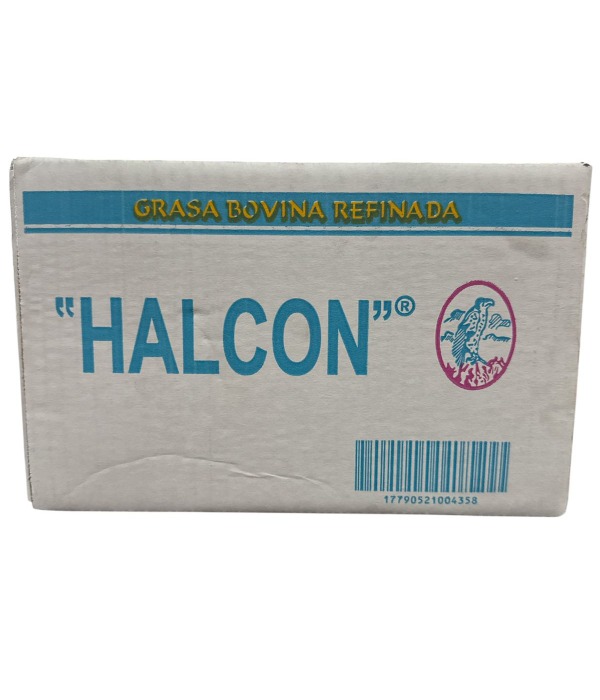 GRASA BOVINA REFINADA
"HALCON"®
17790521004358